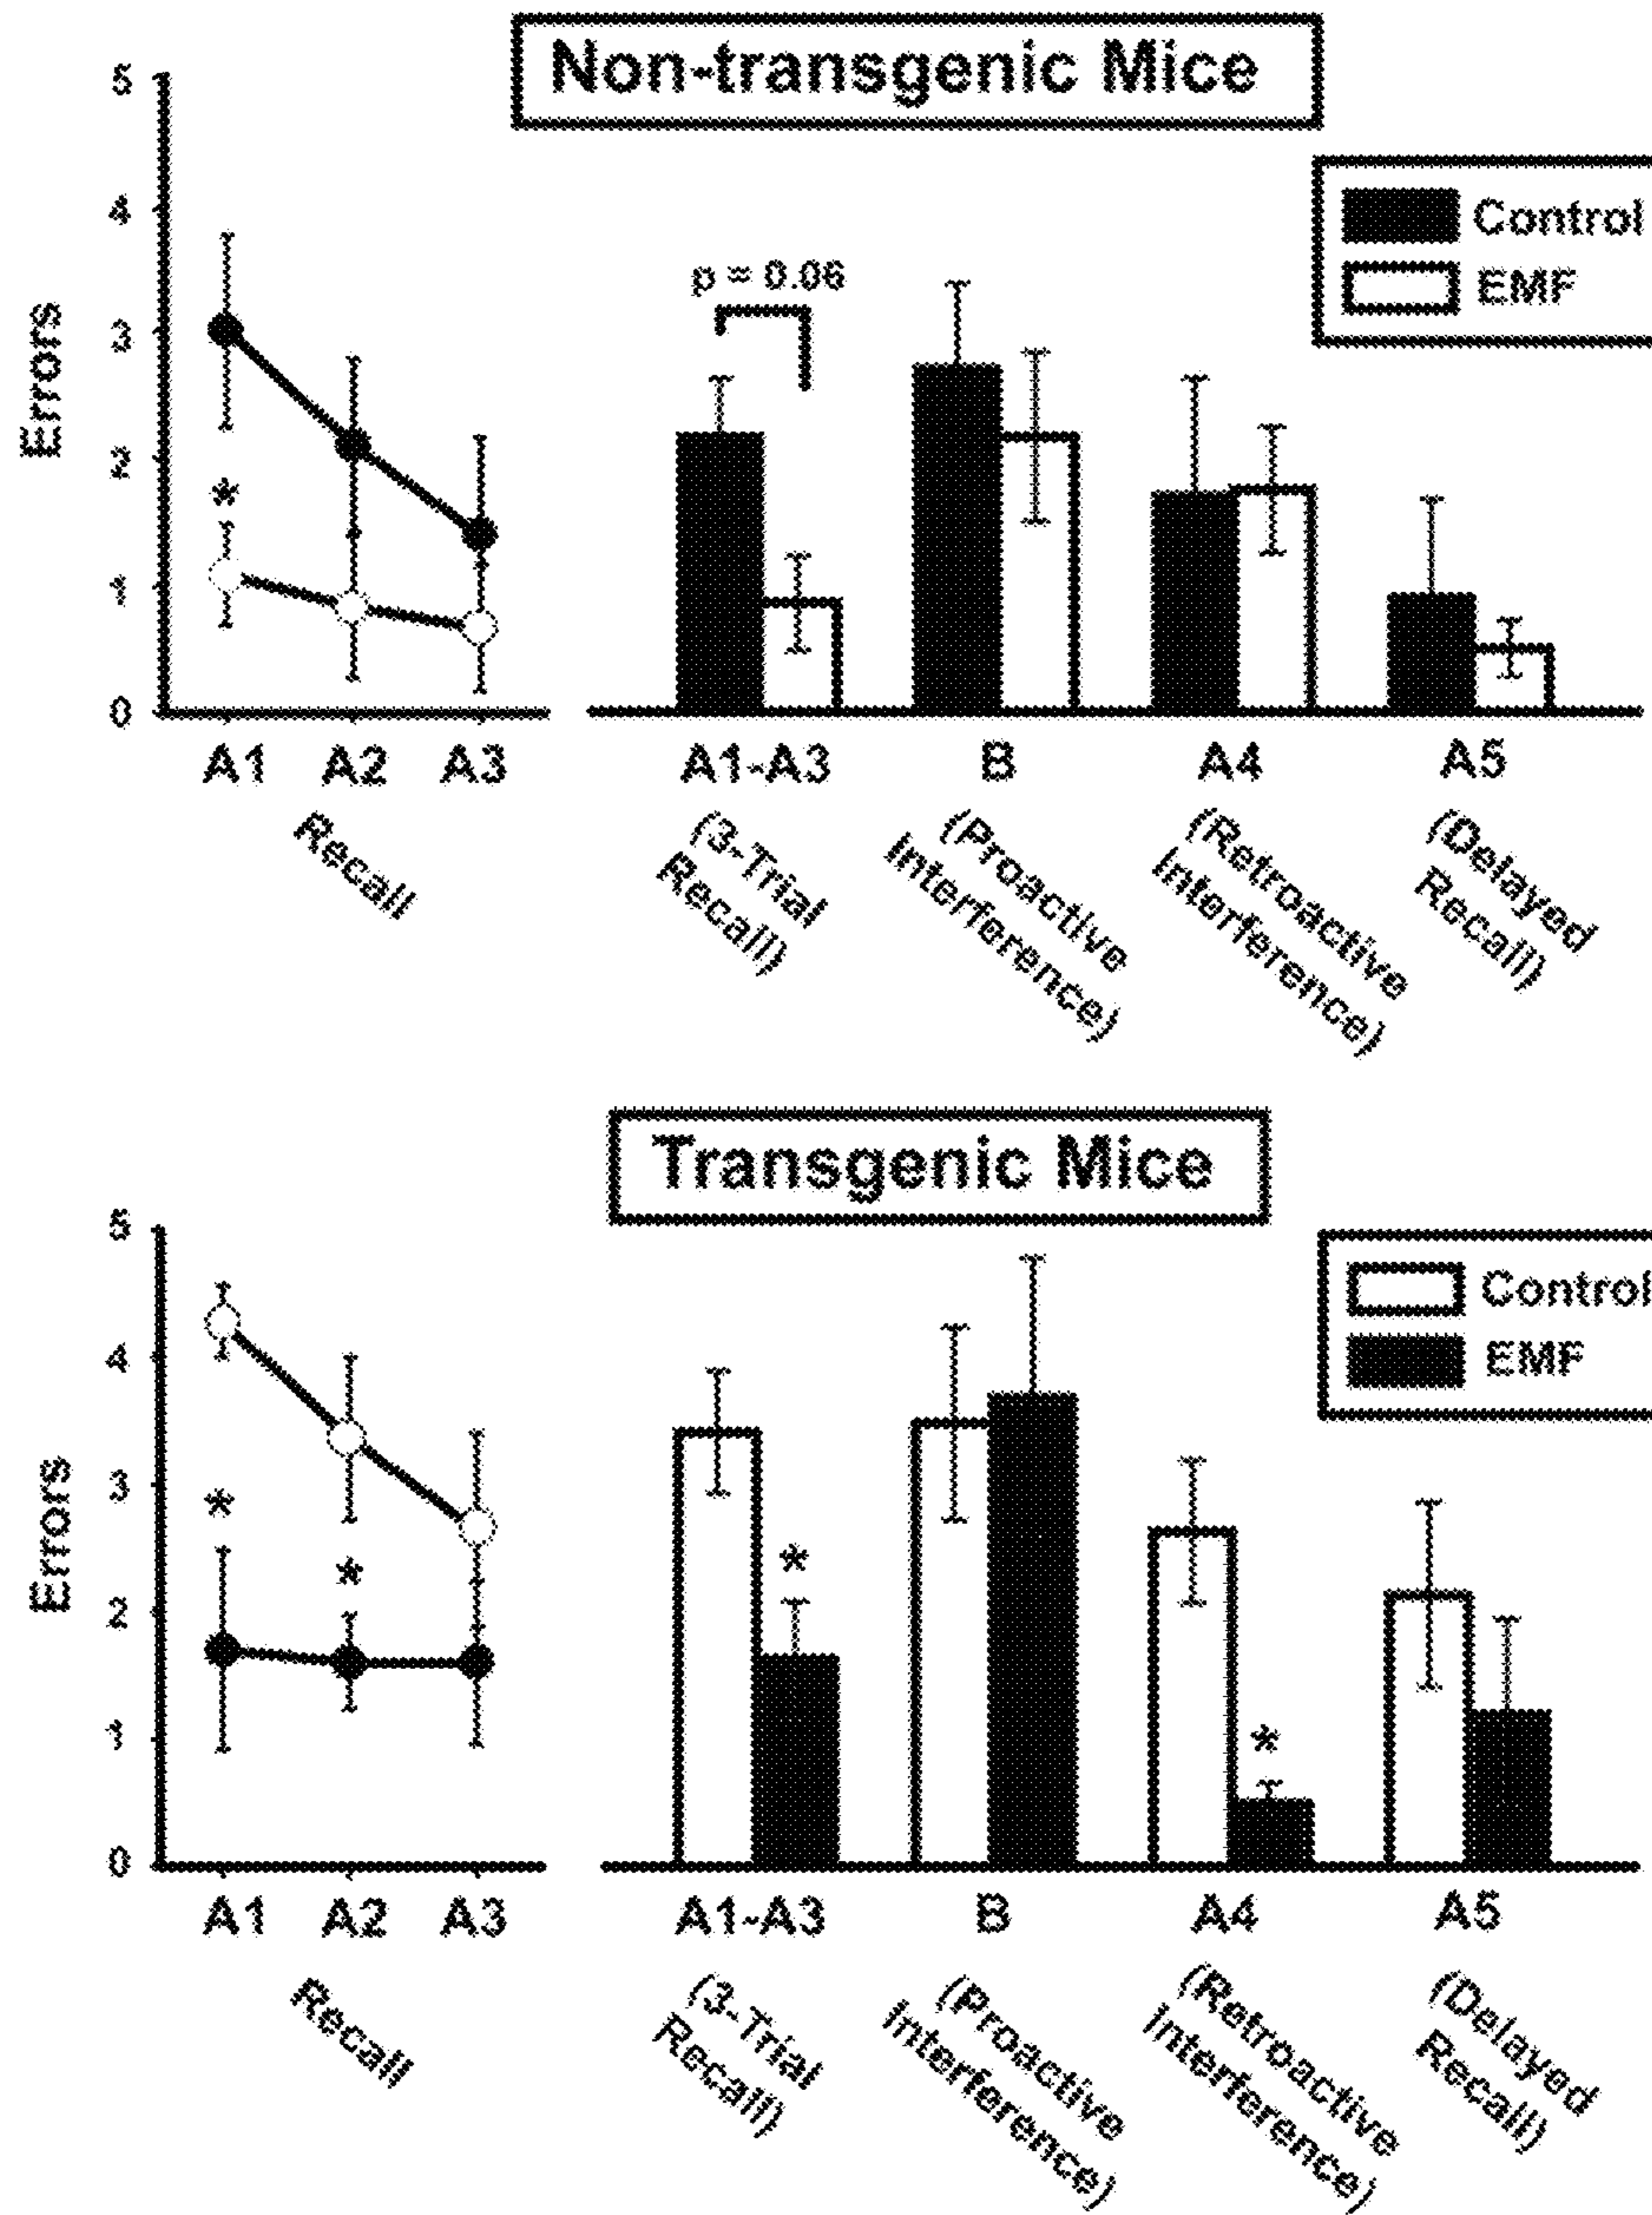 Non-transgenic Mice
Control
EMF
Errors
5
4
3
2
1
0
*
p = 0.06
A1 A2 A3
Recall
A1-A3 B A4 A5
(3-Trial
Recall)
(Proactive
Interference)
(Retroactive
Interference)
(Delayed
Recall)
Transgenic Mice
Control
EMF
Errors
5
4
3
2
1
0
*
*
*
*
A1 A2 A3
Recall
A1-A3 B A4 A5
(3-Trial
Recall)
(Proactive
Interference)
(Retroactive
Interference)
(Delayed
Recall)